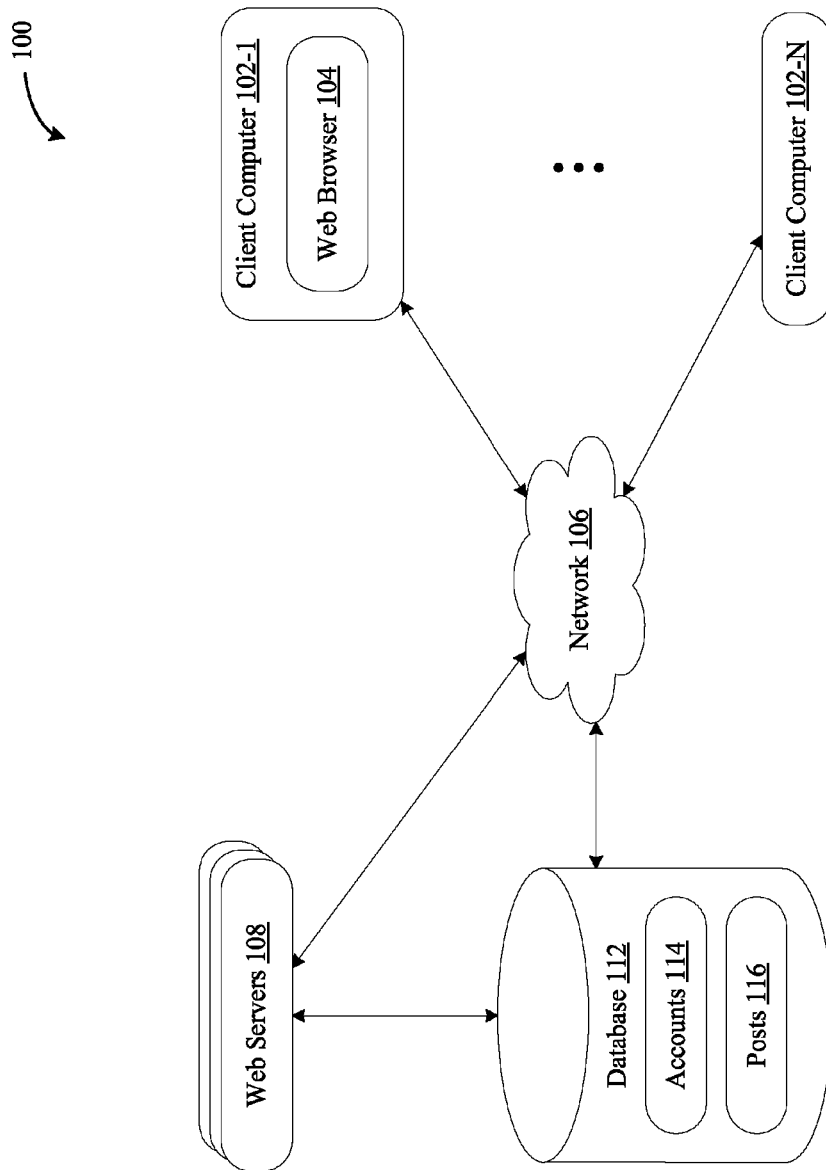 100
Web Servers 108
Client Computer 102-1
Web Browser 104
Network 106
Database 112
Accounts 114
Posts 116
Client Computer 102-N